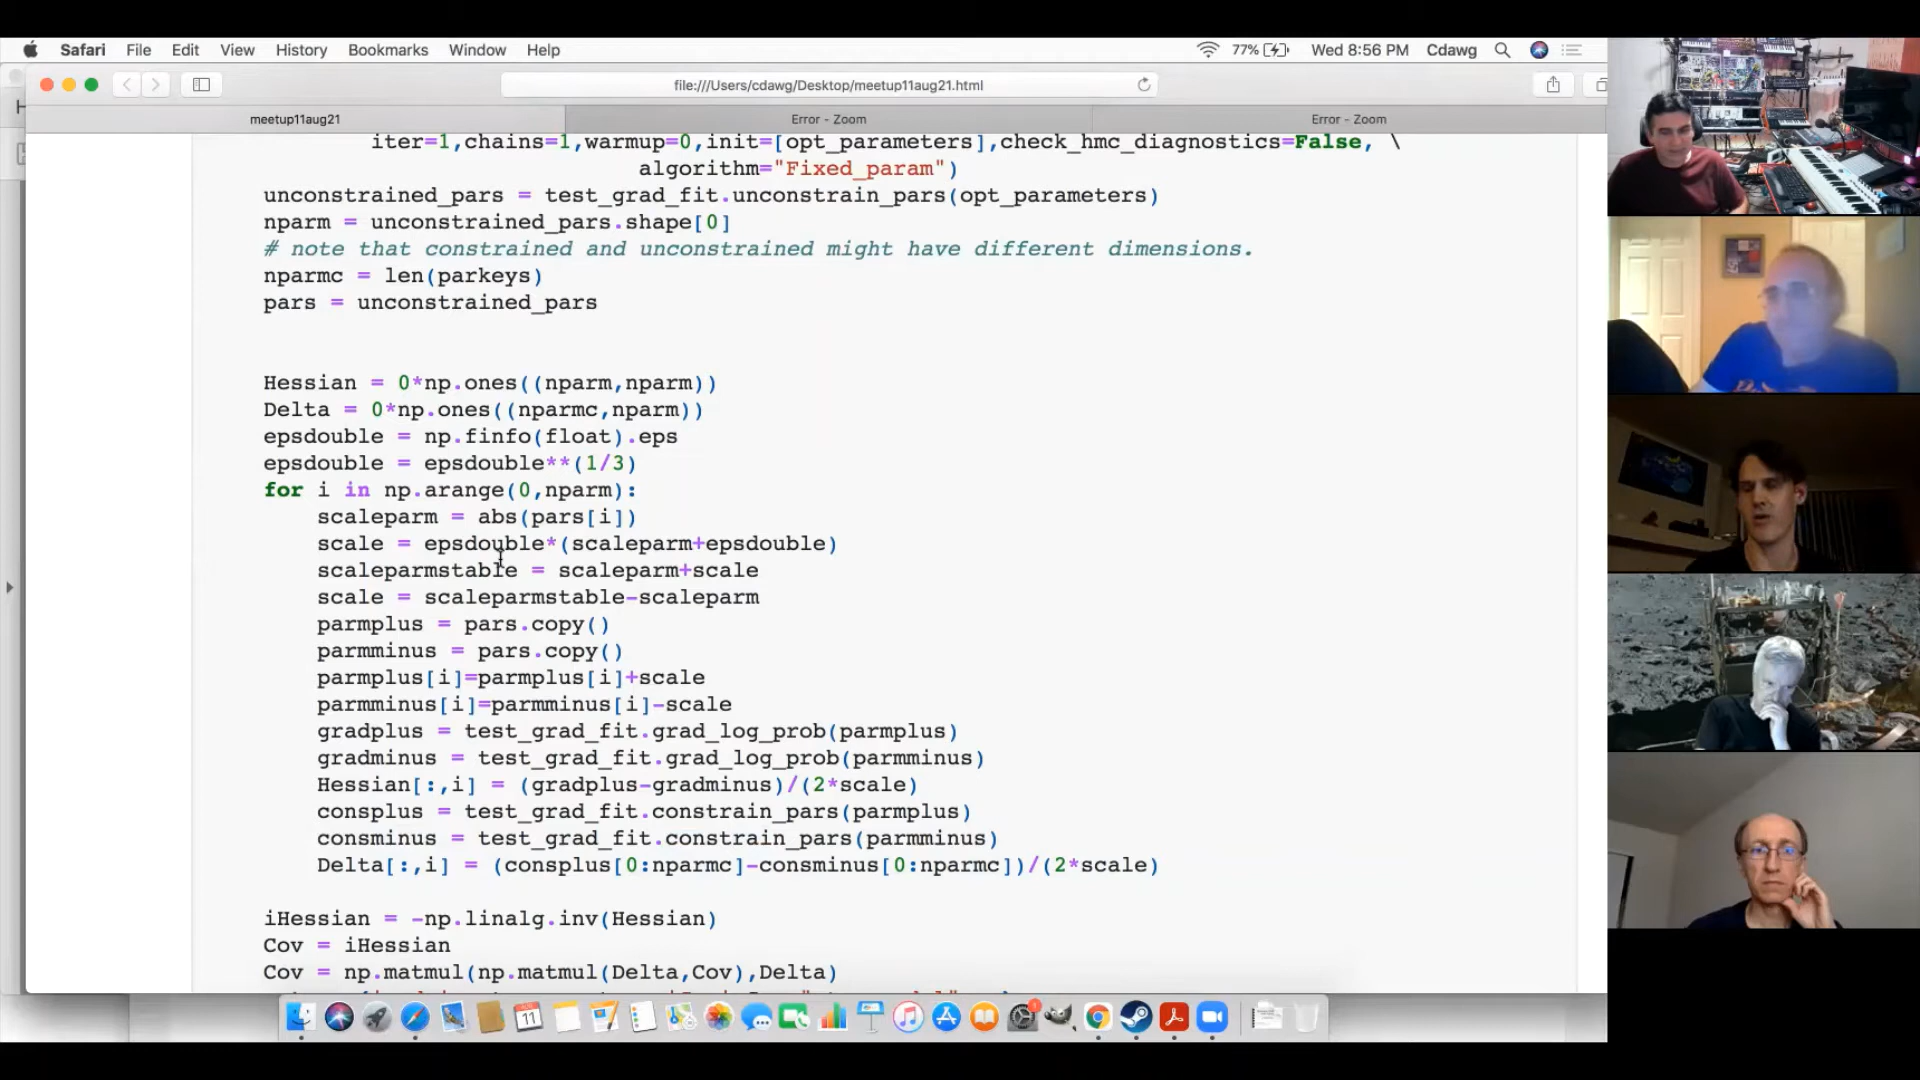 Safari File Edit View History Bookmarks Window Help 77% Wed 8:56 PM Cdawg
file:///Users/cdawg/Desktop/meetup11aug21.html
meetup11aug21 Error - Zoom Error - Zoom
iter=1,chains=1,warmup=0,init=[opt_parameters],check_hmc_diagnostics=False, \
algorithm="Fixed_param")
unconstrained_pars = test_grad_fit.unconstrain_pars(opt_parameters)
nparm = unconstrained_pars.shape[0]
# note that constrained and unconstrained might have different dimensions.
nparmc = len(parkeys)
pars = unconstrained_pars
Hessian = 0*np.ones((nparm,nparm))
Delta = 0*np.ones((nparmc,nparm))
epsdouble = np.finfo(float).eps
epsdouble = epsdouble**(1/3)
for i in np.arange(0,nparm):
scaleparm = abs(pars[i])
scale = epsdouble*(scaleparm+epsdouble)
scaleparmstable = scaleparm+scale
scale = scaleparmstable-scaleparm
parmplus = pars.copy()
parmminus = pars.copy()
parmplus[i]=parmplus[i]+scale
parmminus[i]=parmminus[i]-scale
gradplus = test_grad_fit.grad_log_prob(parmplus)
gradminus = test_grad_fit.grad_log_prob(parmminus)
Hessian[:,i] = (gradplus-gradminus)/(2*scale)
consplus = test_grad_fit.constrain_pars(parmplus)
consminus = test_grad_fit.constrain_pars(parmminus)
Delta[:,i] = (consplus[0:nparmc]-consminus[0:nparmc])/(2*scale)
iHessian = -np.linalg.inv(Hessian)
Cov = iHessian
Cov = np.matmul(np.matmul(Delta,Cov),Delta)
11